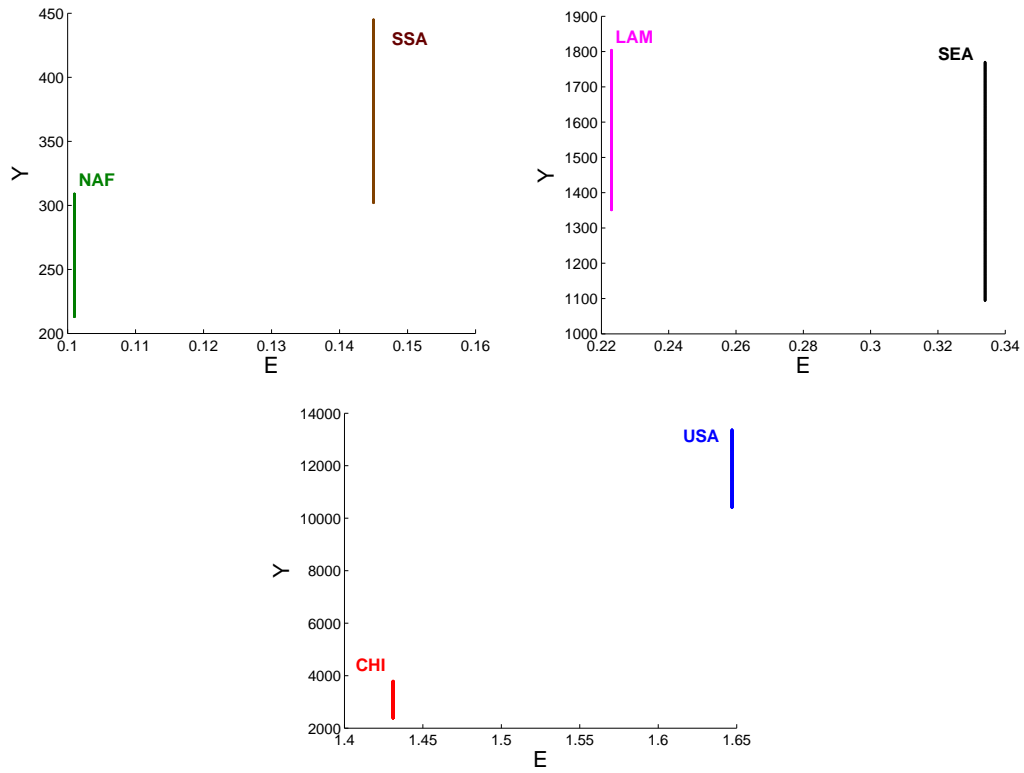 450
400
350
300
250
200
Y
NAF
SSA
0.1 0.11 0.12 0.13 0.14 0.15 0.16
E
1900
1800
1700
1600
1500
1400
1300
1200
1100
1000
Y
LAM
SEA
0.22 0.24 0.26 0.28 0.3 0.32 0.34
E
14000
12000
10000
8000
6000
4000
2000
Y
USA
CHI
1.4 1.45 1.5 1.55 1.6 1.65
E